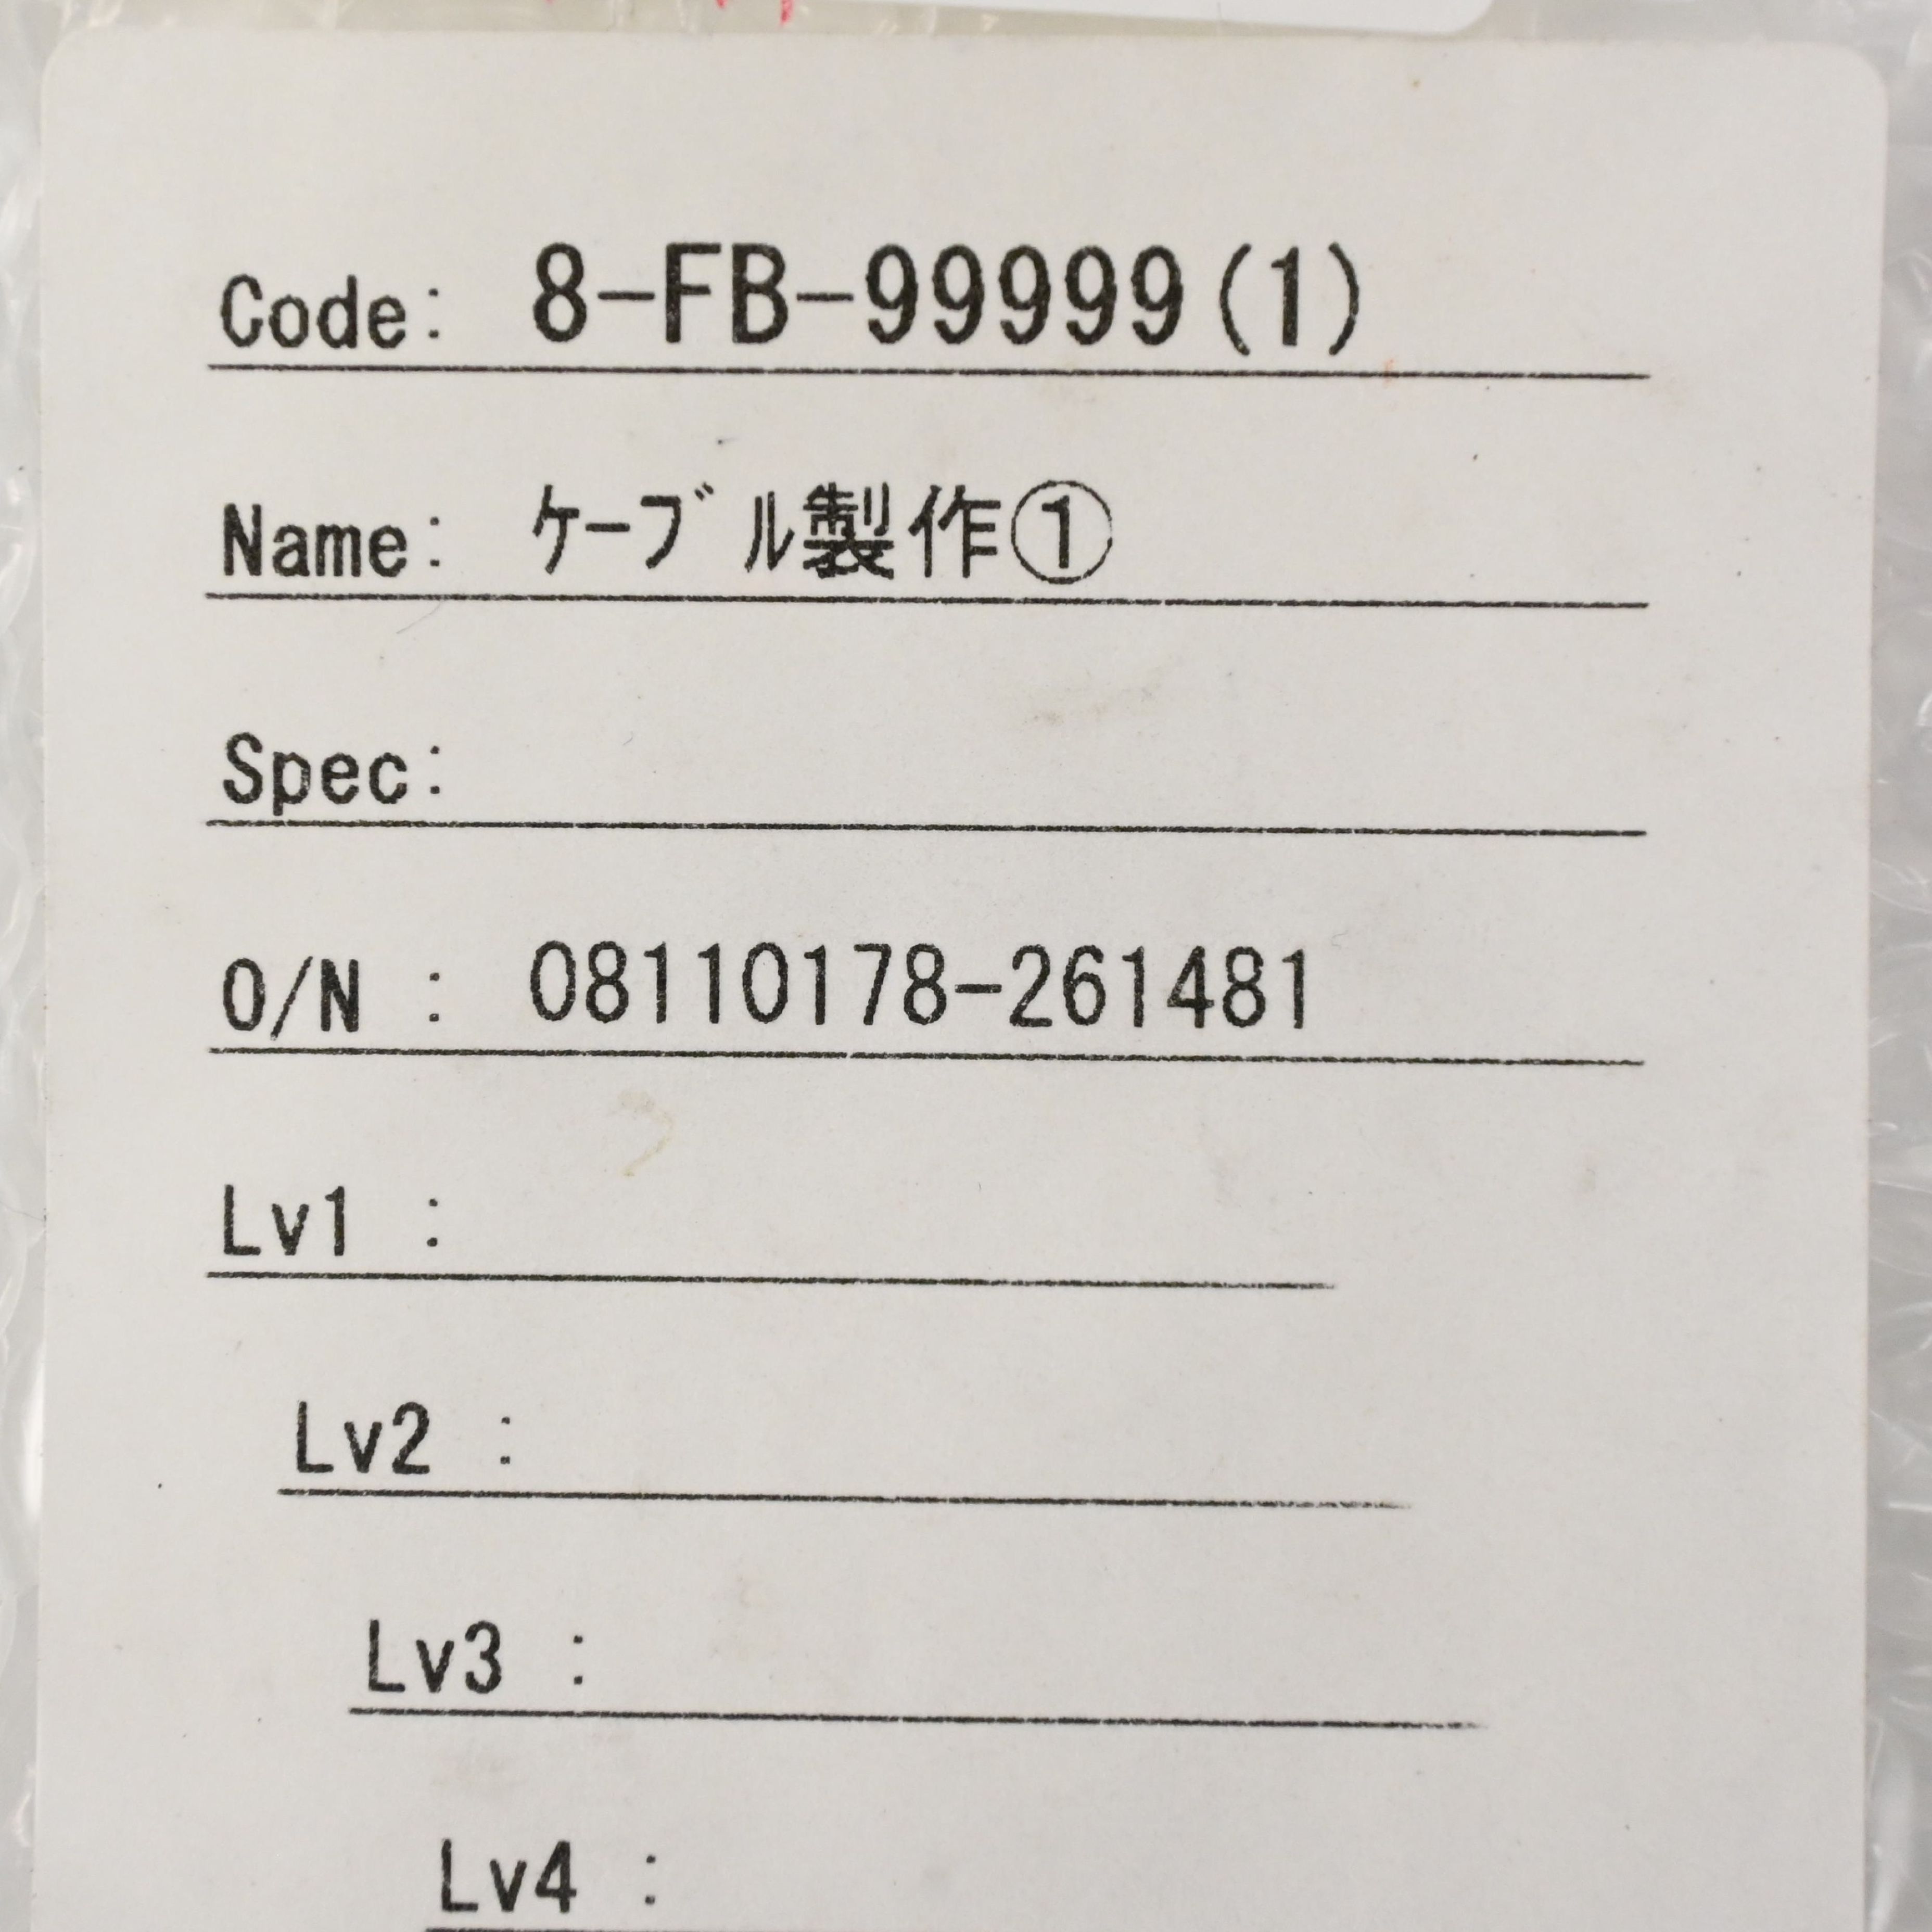 Code: 8-FB-99999(1)
Name: ｹｰﾌﾞﾙ製作①
Spec:
O/N : 08110178-261481
Lv1 :
Lv2 :
Lv3 :
Lv4 :